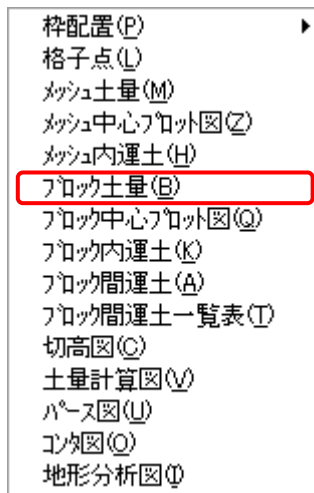 枠配置(P)
格子点(L)
ﾒｯｼｭ土量(M)
ﾒｯｼｭ中心ﾌﾟﾛｯﾄ図(Z)
ﾒｯｼｭ内運土(H)
ﾌﾞﾛｯｸ土量(B)
ﾌﾞﾛｯｸ中心ﾌﾟﾛｯﾄ図(Q)
ﾌﾞﾛｯｸ内運土(K)
ﾌﾞﾛｯｸ間運土(A)
ﾌﾞﾛｯｸ間運土一覧表(T)
切高図(C)
土量計算図(V)
ﾊﾟｰｽ図(U)
ｺﾝﾀ図(O)
地形分析図(I)